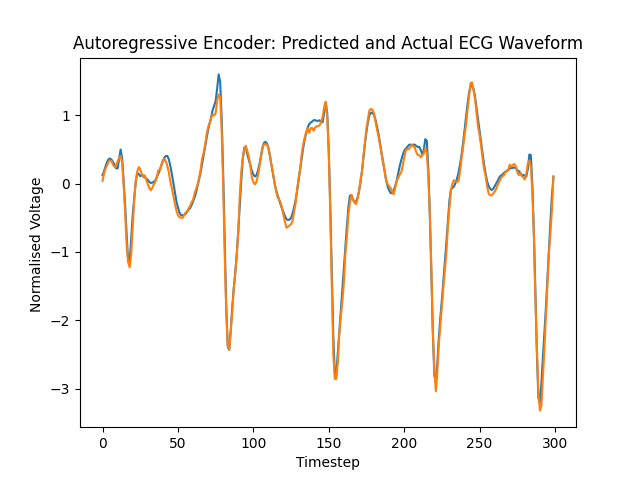 Autoregressive Encoder: Predicted and Actual ECG Waveform
Normalised Voltage
1
0
−1
−2
−3
0 50 100 150 200 250 300
Timestep